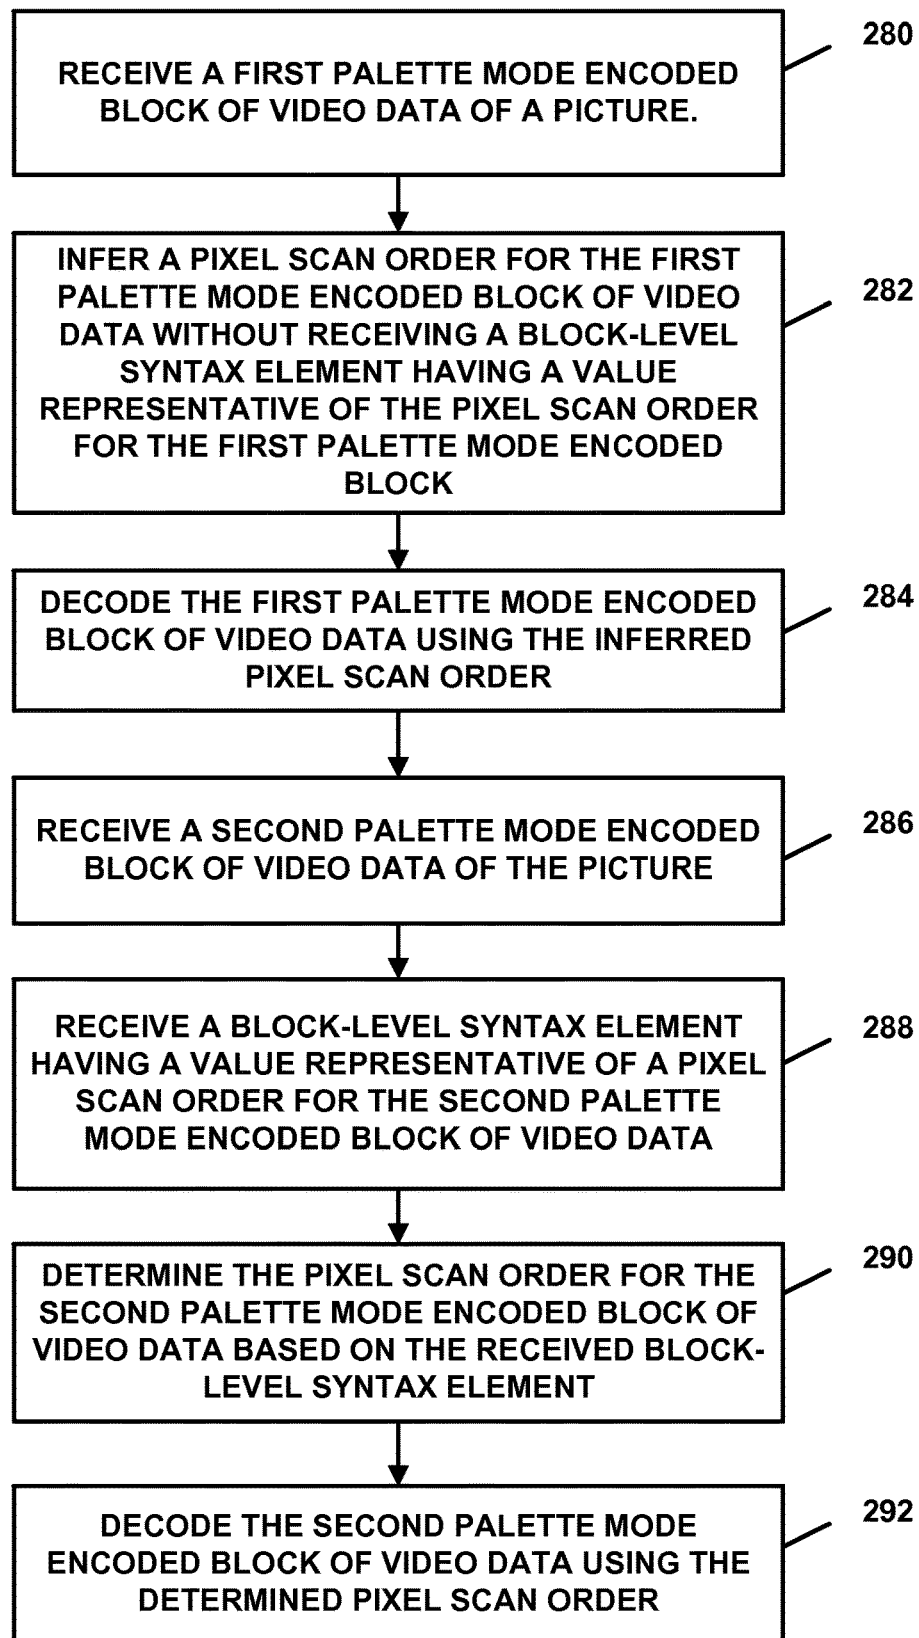 280
RECEIVE A FIRST PALETTE MODE ENCODED
BLOCK OF VIDEO DATA OF A PICTURE.
282
INFER A PIXEL SCAN ORDER FOR THE FIRST
PALETTE MODE ENCODED BLOCK OF VIDEO
DATA WITHOUT RECEIVING A BLOCK-LEVEL
SYNTAX ELEMENT HAVING A VALUE
REPRESENTATIVE OF THE PIXEL SCAN ORDER
FOR THE FIRST PALETTE MODE ENCODED
BLOCK
284
DECODE THE FIRST PALETTE MODE ENCODED
BLOCK OF VIDEO DATA USING THE INFERRED
PIXEL SCAN ORDER
286
RECEIVE A SECOND PALETTE MODE ENCODED
BLOCK OF VIDEO DATA OF THE PICTURE
288
RECEIVE A BLOCK-LEVEL SYNTAX ELEMENT
HAVING A VALUE REPRESENTATIVE OF A PIXEL
SCAN ORDER FOR THE SECOND PALETTE
MODE ENCODED BLOCK OF VIDEO DATA
290
DETERMINE THE PIXEL SCAN ORDER FOR THE
SECOND PALETTE MODE ENCODED BLOCK OF
VIDEO DATA BASED ON THE RECEIVED BLOCK-
LEVEL SYNTAX ELEMENT
292
DECODE THE SECOND PALETTE MODE
ENCODED BLOCK OF VIDEO DATA USING THE
DETERMINED PIXEL SCAN ORDER